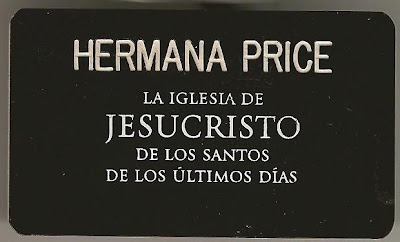 HERMANA PRICE
LA IGLESIA DE
JESUCRISTO
DE LOS SANTOS
DE LOS ÚLTIMOS DÍAS